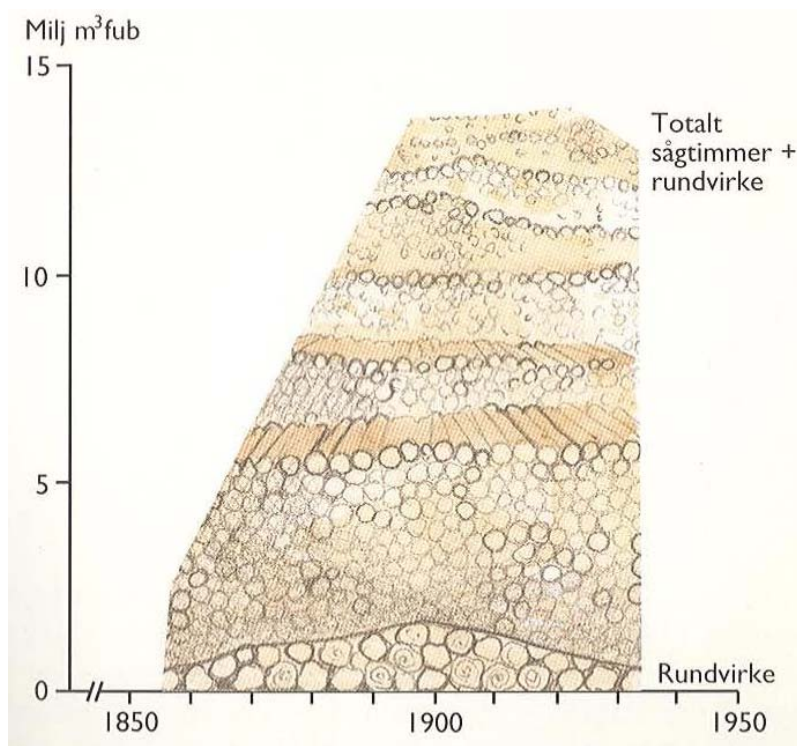 Milj m³fub
15
10
5
0
Totalt
sågtimmer +
rundvirke
Rundvirke
1850
1900
1950